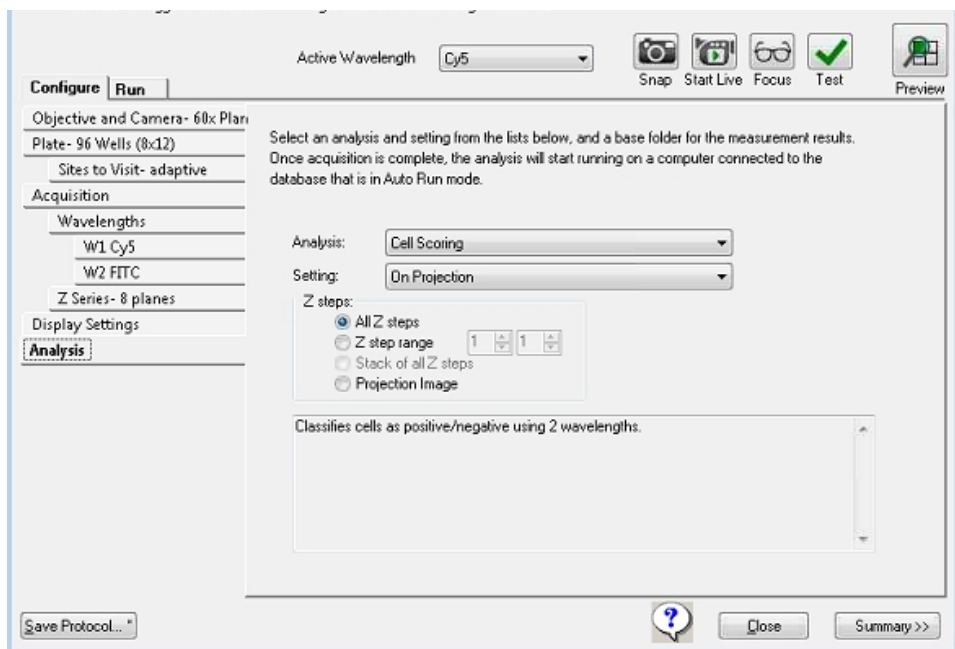 Active Wavelength Cy5
Snap Start Live Focus Test Preview
Configure Run
Objective and Camera- 60x Plan
Plate- 96 Wells (8x12)
Sites to Visit- adaptive
Acquisition
Wavelengths
W1 Cy5
W2 FITC
Z Series- 8 planes
Display Settings
Analysis
Select an analysis and setting from the lists below, and a base folder for the measurement results.
Once acquisition is complete, the analysis will start running on a computer connected to the
database that is in Auto Run mode.
Analysis: Cell Scoring
Setting: On Projection
Z steps:
All Z steps
Z step range 1 1
Stack of all Z steps
Projection Image
Classifies cells as positive/negative using 2 wavelengths.
Save Protocol... *
? Close Summary >>